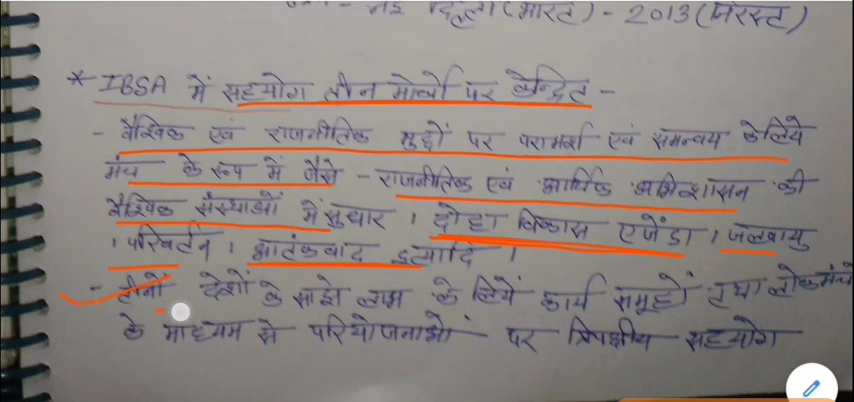 नई दिल्ली (भारत) - 2013 (निरस्त)
* IBSA में सहयोग तीन मोर्चो पर केन्द्रित -
- वैश्विक एवं राजनीतिक मुद्दों पर परामर्श एवं समन्वय के लिये
मंच के रूप में जैसे - राजनीतिक एवं आर्थिक अभिशासन की
वैश्विक संस्थाओं में सुधार । दोहा विकास एजेंडा । जलवायु
। परिवर्तन । आतंकवाद इत्यादि ।
- तीनों देशों के साझे लाभ के लिये कार्य समूहों तथा लोकमंच
के माध्यम से परियोजनाओं पर त्रिपक्षीय सहयोग